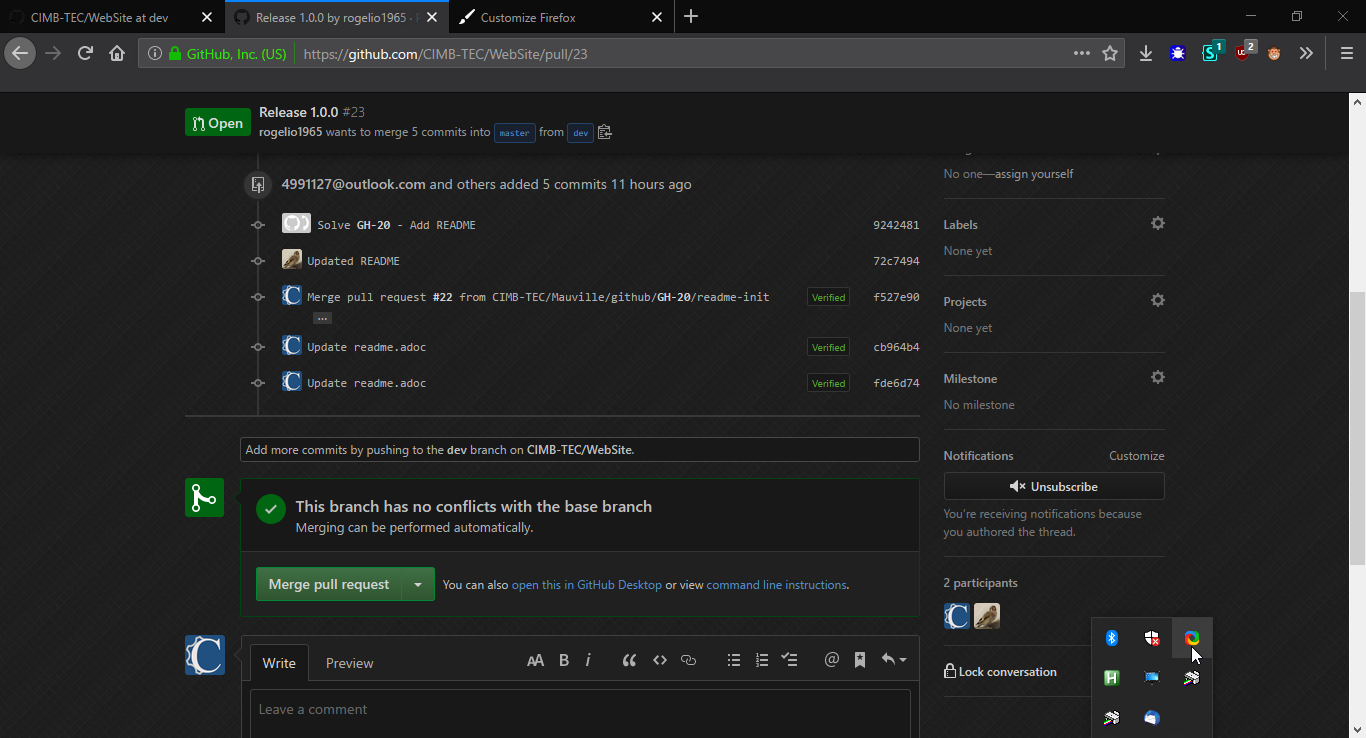 CIMB-TEC/WebSite at dev
Release 1.0.0 by rogelio1965 ·
Customize Firefox
GitHub, Inc. (US)
https://github.com/CIMB-TEC/WebSite/pull/23
1
2
Open
Release 1.0.0 #23
rogelio1965 wants to merge 5 commits into master from dev
4991127@outlook.com and others added 5 commits 11 hours ago
Solve GH-20 - Add README 9242481
Updated README 72c7494
Merge pull request #22 from CIMB-TEC/Mauville/github/GH-20/readme-init Verified f527e90
…
Update readme.adoc Verified cb964b4
Update readme.adoc Verified fde6d74
Add more commits by pushing to the dev branch on CIMB-TEC/WebSite.
This branch has no conflicts with the base branch
Merging can be performed automatically.
Merge pull request
You can also open this in GitHub Desktop or view command line instructions.
Write
Preview
AA B i
Leave a comment
No one—assign yourself
Labels
None yet
Projects
None yet
Milestone
No milestone
Notifications
Customize
Unsubscribe
You're receiving notifications because
you authored the thread.
2 participants
Lock conversation